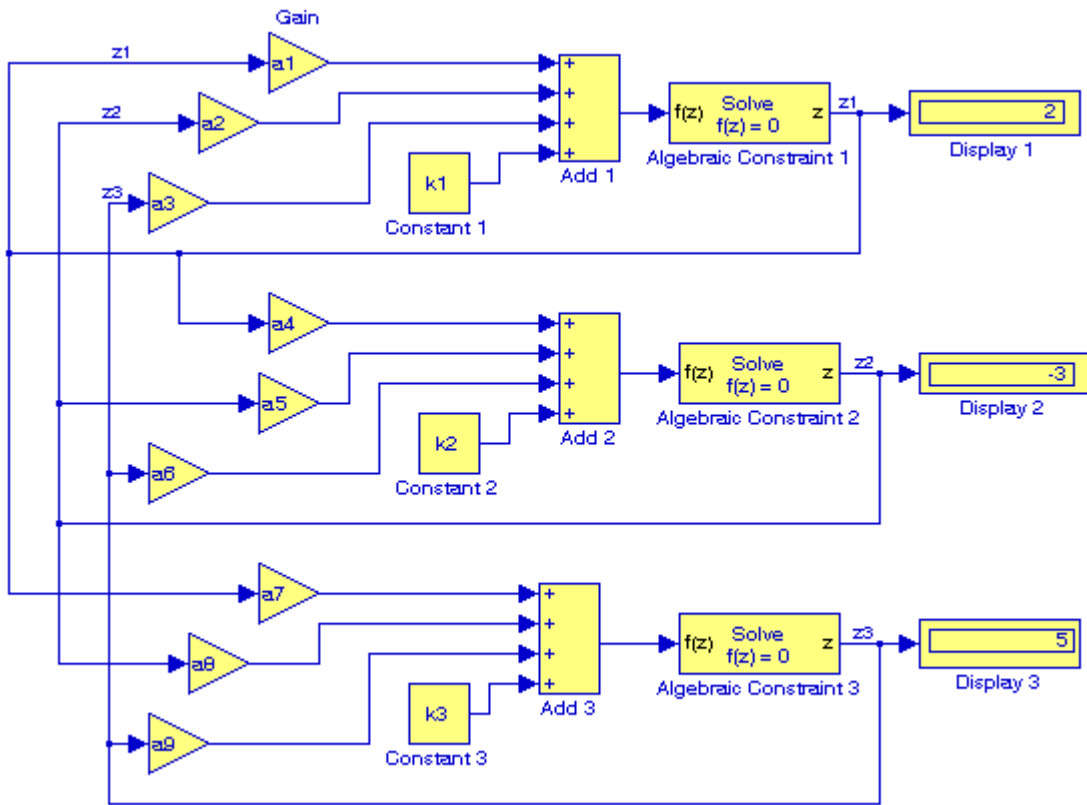 Gain
z1
a1
+
z2
a2
+
z3
a3
+
+
k1
Constant 1
Add 1
f(z) Solve f(z) = 0 z
Algebraic Constraint 1
z1
2
Display 1
a4
+
a5
+
a6
+
+
k2
Constant 2
Add 2
f(z) Solve f(z) = 0 z
Algebraic Constraint 2
z2
-3
Display 2
a7
+
a8
+
a9
+
+
k3
Constant 3
Add 3
f(z) Solve f(z) = 0 z
Algebraic Constraint 3
z3
5
Display 3